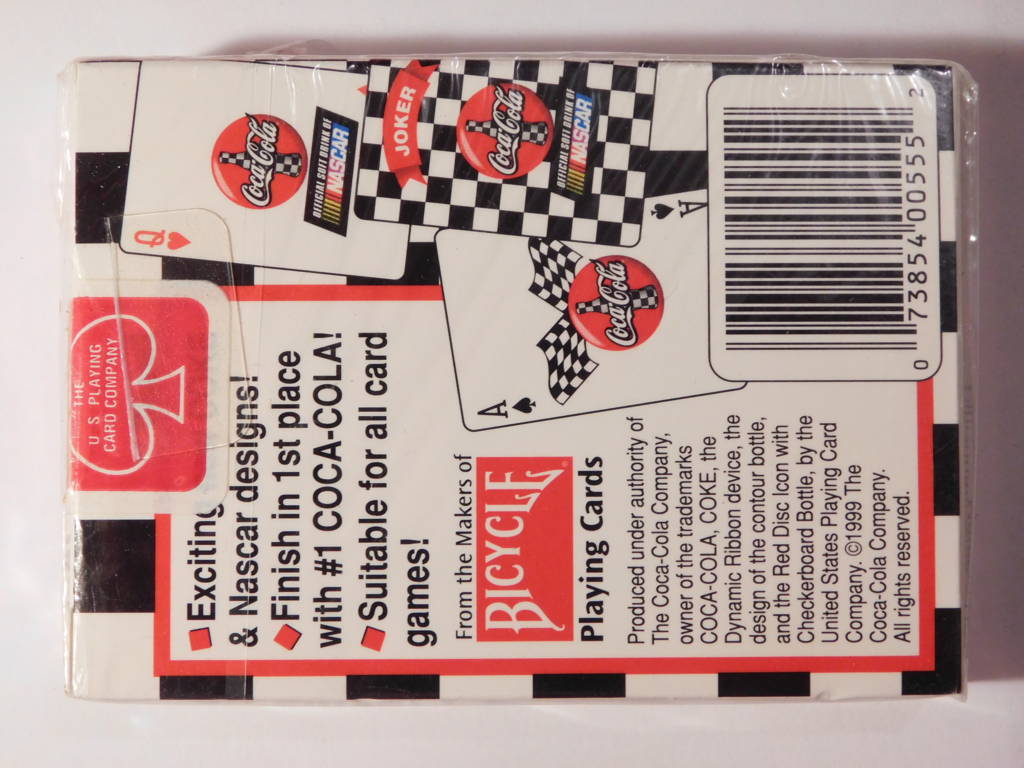 THE
U S PLAYING
CARD COMPANY
Exciting
& Nascar designs!
Finish in 1st place
with #1 COCA-COLA!
Suitable for all card
games!
From the Makers of
BICYCLE
Playing Cards
Produced under authority of
The Coca-Cola Company,
owner of the trademarks
COCA-COLA, COKE, the
Dynamic Ribbon device, the
design of the contour bottle,
and the Red Disc Icon with
Checkerboard Bottle, by the
United States Playing Card
Company. ©1999 The
Coca-Cola Company.
All rights reserved.
Q
Coca-Cola
OFFICIAL SOFT DRINK OF
NASCAR
JOKER
Coca-Cola
OFFICIAL SOFT DRINK OF
NASCAR
A
Coca-Cola
A
0 73854 00555 2